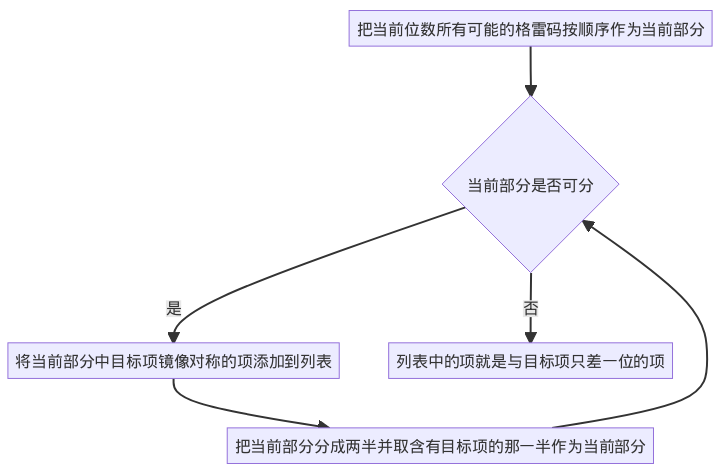 把当前位数所有可能的格雷码按顺序作为当前部分
当前部分是否可分
是
否
将当前部分中目标项镜像对称的项添加到列表
列表中的项就是与目标项只差一位的项
把当前部分分成两半并取含有目标项的那一半作为当前部分